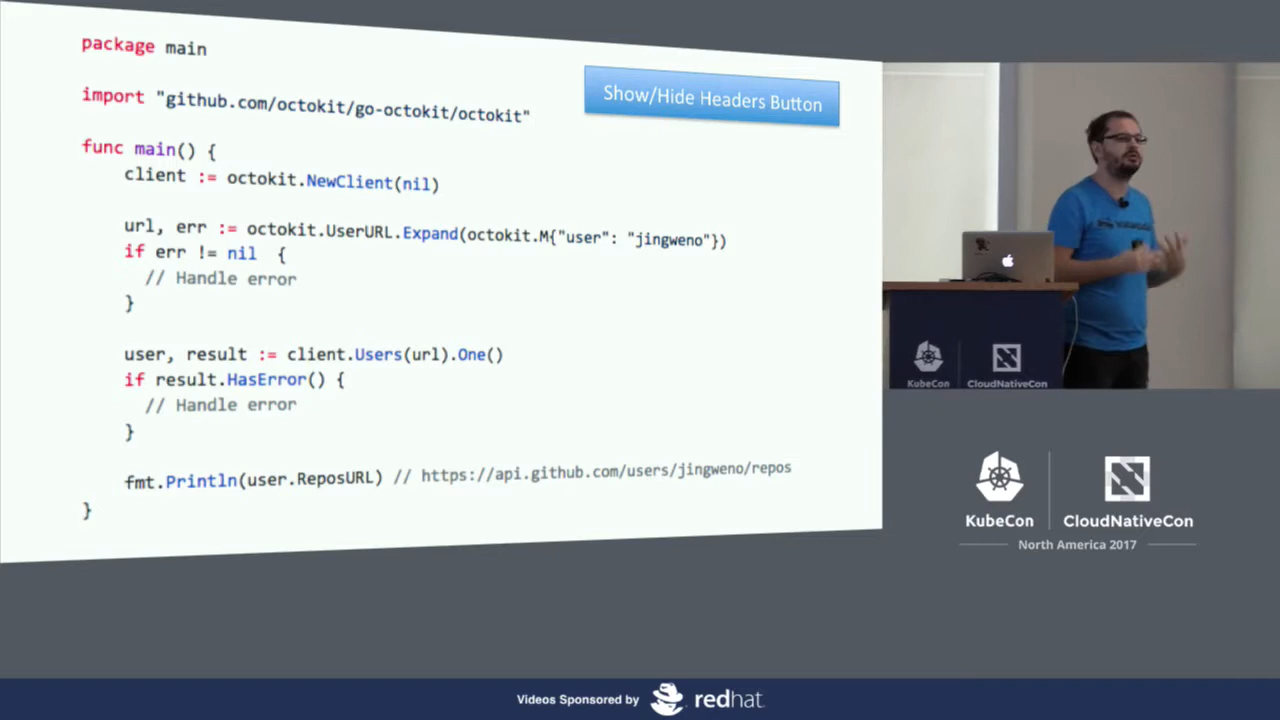 package main
import "github.com/octokit/go-octokit/octokit"
func main() {
client := octokit.NewClient(nil)
url, err := octokit.UserURL.Expand(octokit.M{"user": "jingweno"})
if err != nil {
// Handle error
}
user, result := client.Users(url).One()
if result.HasError() {
// Handle error
}
fmt.Println(user.ReposURL) // https://api.github.com/users/jingweno/repos
}
Show/Hide Headers Button
KubeCon
CloudNativeCon
KubeCon
CloudNativeCon
North America 2017
Videos Sponsored by
redhat.